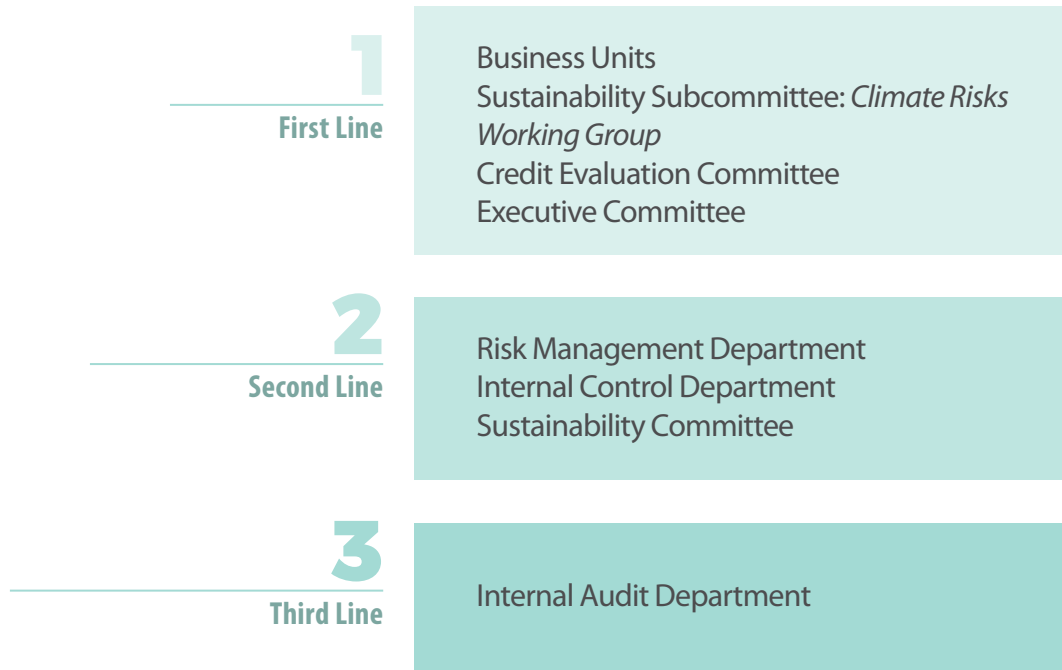 1
First Line
Business Units
Sustainability Subcommittee: Climate Risks
Working Group
Credit Evaluation Committee
Executive Committee
2
Second Line
Risk Management Department
Internal Control Department
Sustainability Committee
3
Third Line
Internal Audit Department